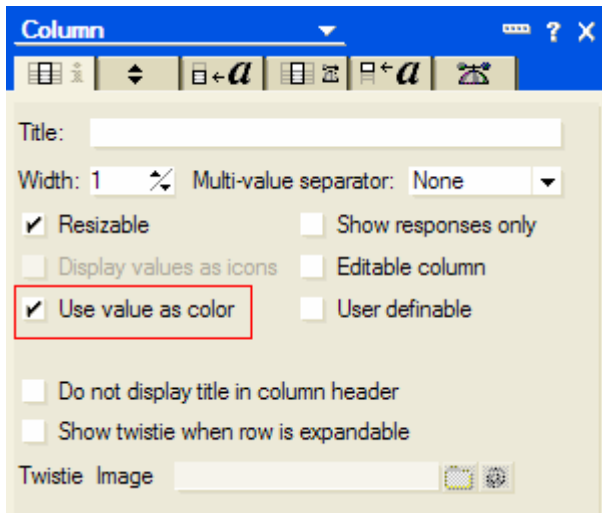 Column ?
i a a
Title:
Width: 1 Multi-value separator: None
Resizable Show responses only
Display values as icons Editable column
Use value as color User definable
Do not display title in column header
Show twistie when row is expandable
Twistie Image